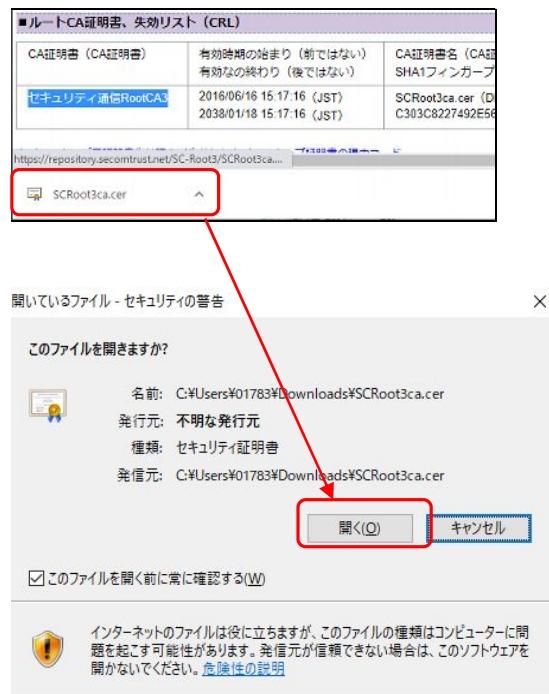 ■ルートCA証明書、失効リスト（CRL）
CA証明書（CA証明書）
有効時期の始まり（前ではない）
有効なの終わり（後ではない）
CA証明書名（CA証
SHA1フィンガープ
セキュリティ通信RootCA3
2016/06/16 15:17:16 (JST)
2038/01/18 15:17:16 (JST)
SCRoot3ca.cer（D
C303C8227492E56
https://repository.secomtrust.net/SC-Root3/SCRoot3ca....
SCRoot3ca.cer
開いているファイル - セキュリティの警告
このファイルを開きますか?
名前: C:¥Users¥01783¥Downloads¥SCRoot3ca.cer
発行元: 不明な発行元
種類: セキュリティ証明書
発信元: C:¥Users¥01783¥Downloads¥SCRoot3ca.cer
開く(O)
キャンセル
このファイルを開く前に常に確認する(W)
インターネットのファイルは役に立ちますが、このファイルの種類はコンピューターに問
題を起こす可能性があります。発信元が信頼できない場合は、このソフトウェアを
開かないでください。危険性の説明